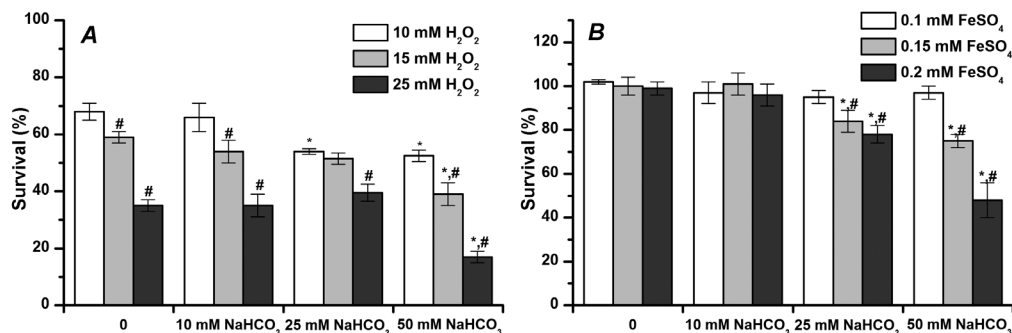 A
10 mM H2O2
15 mM H2O2
25 mM H2O2
Survival (%)
100
80
60
40
20
0
#
#
#
#
*
#
*
*,#
*,#
0
10 mM NaHCO3
25 mM NaHCO3
50 mM NaHCO3
B
0.1 mM FeSO4
0.15 mM FeSO4
0.2 mM FeSO4
Survival (%)
120
100
80
60
40
20
0
*,#
*,#
*,#
*,#
0
10 mM NaHCO3
25 mM NaHCO3
50 mM NaHCO3